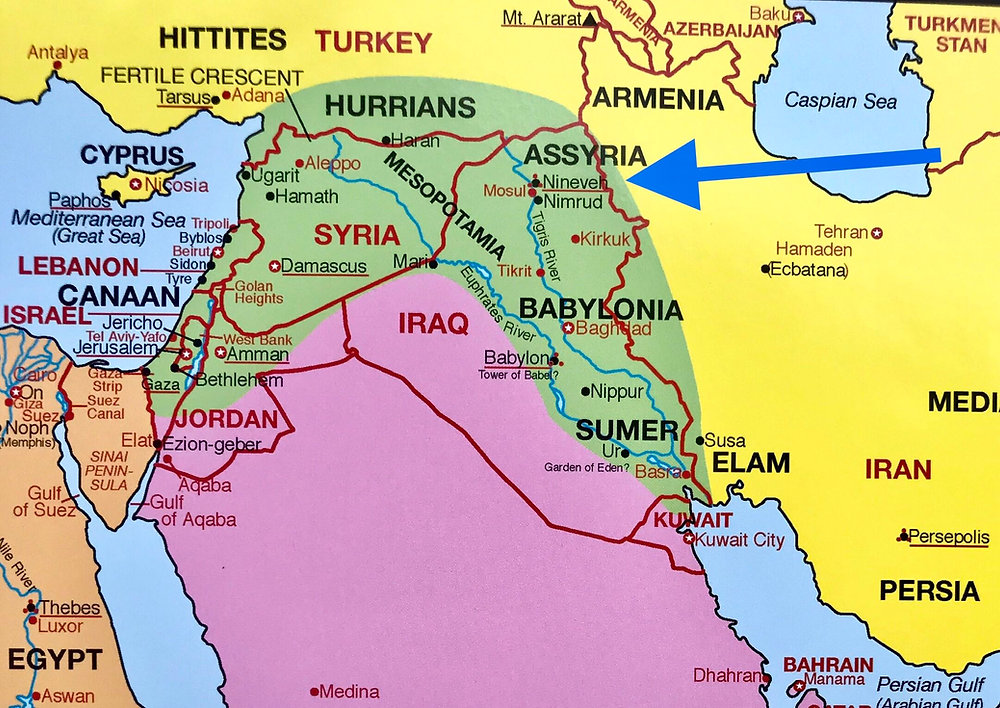 Mt. Ararat
ARMENIA
Baku
AZERBAIJAN
TURKMEN
STAN
HITTITES
TURKEY
Antalya
FERTILE CRESCENT
Tarsus
Adana
HURRIANS
ARMENIA
Caspian Sea
CYPRUS
Nicosia
Paphos
Mediterranean Sea
(Great Sea)
Haran
Aleppo
Ugarit
Hamath
MESOPOTAMIA
ASSYRIA
Nineveh
Mosul
Nimrud
Tigris River
Kirkuk
Tikrit
Tehran
Hamaden
(Ecbatana)
Tripoli
Byblos
Beirut
SYRIA
LEBANON
Sidon
Tyre
Damascus
Mari
Euphrates River
CANAAN
Golan
Heights
ISRAEL
Jericho
Tel Aviv-Yafo
West Bank
Jerusalem
Amman
IRAQ
BABYLONIA
Baghdad
Babylon
Tower of Babel?
Cairo
On
Giza
Suez
Noph
(Memphis)
Gaza
Strip
Suez
Canal
Gaza
Bethlehem
Nippur
MEDI
JORDAN
Elat
Ezion-geber
SUMER
Ur
Garden of Eden?
Basra
Susa
ELAM
IRAN
SINAI
PENIN-
SULA
Aqaba
Gulf
of Suez
Gulf
of Aqaba
KUWAIT
Kuwait City
Persepolis
PERSIA
Nile River
Thebes
Luxor
EGYPT
Aswan
Medina
Dhahran
BAHRAIN
Manama
Persian Gulf
(Arabian Gulf)
QATAR